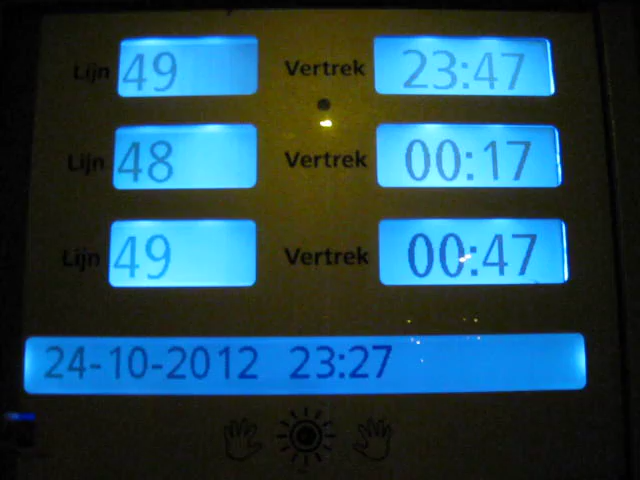 Lijn 49 Vertrek 23:47
Lijn 48 Vertrek 00:17
Lijn 49 Vertrek 00:47
24-10-2012 23:27